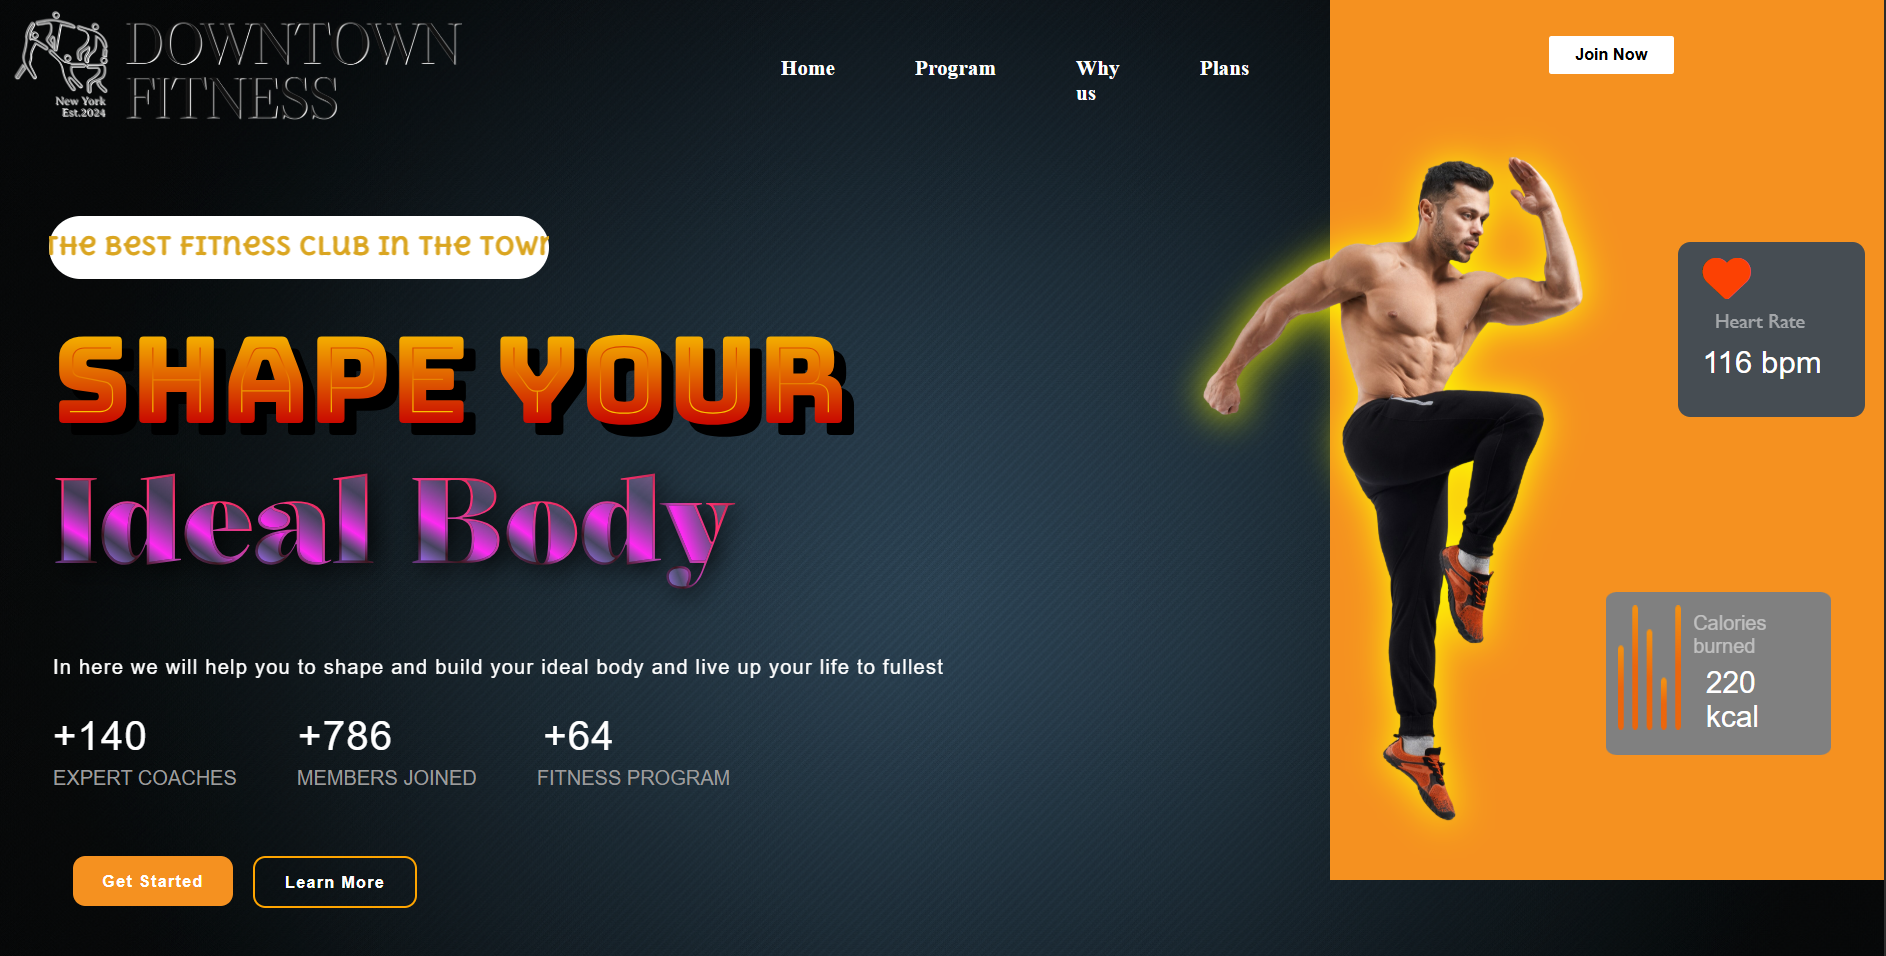 DOWNTOWN
FITNESS
New York
Est.2024
Home
Program
Why
us
Plans
Join Now
The Best Fitness Club In The Town
SHAPE YOUR
Ideal Body
In here we will help you to shape and build your ideal body and live up your life to fullest
+140
EXPERT COACHES
+786
MEMBERS JOINED
+64
FITNESS PROGRAM
Get Started
Learn More
Heart Rate
116 bpm
Calories
burned
220
kcal